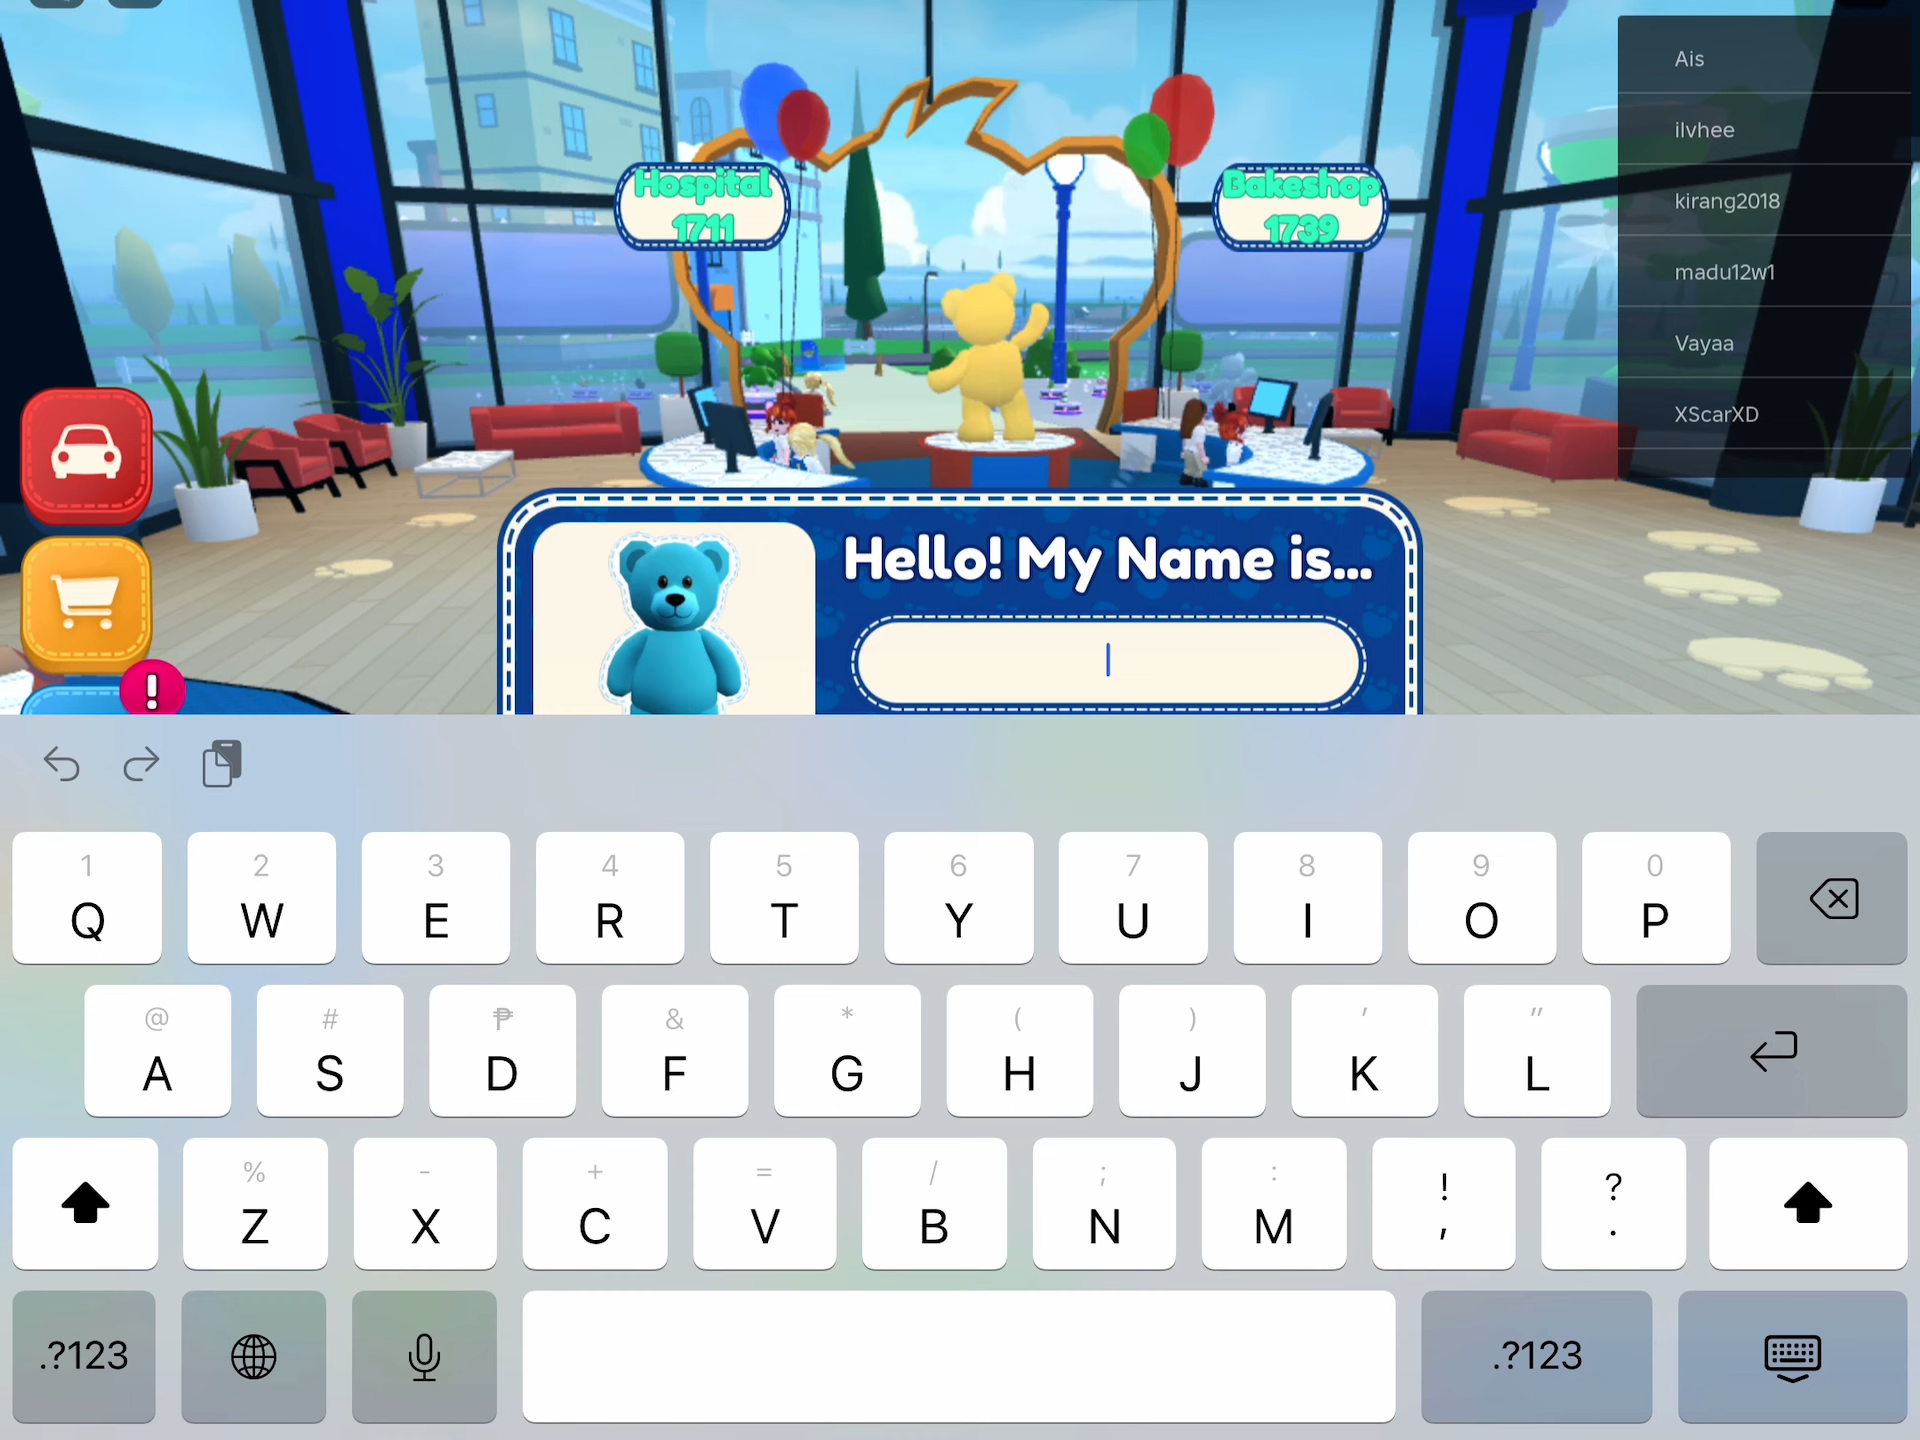 Ais
ilvhee
kirang2018
madu12w1
Vayaa
XScarXD
Hospital
1711
Bakeshop
1739
!
Hello! My Name is...
1 2 3 4 5 6 7 8 9 0
Q W E R T Y U I O P
@ # ₱ & * ( ) ' "
A S D F G H J K L
% - + = / ; : ! ?
Z X C V B N M , .
.?123 .?123